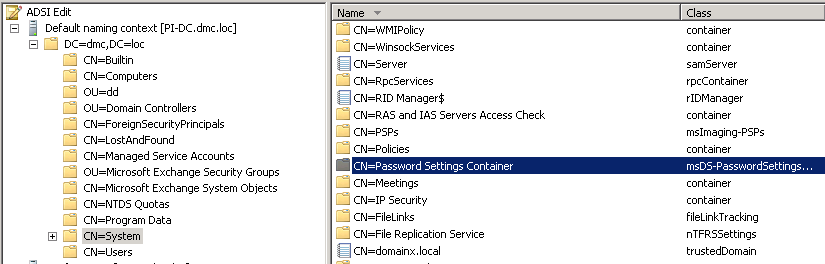 ADSI Edit
Default naming context [PI-DC.dmc.loc]
DC=dmc,DC=loc
CN=Builtin
CN=Computers
OU=dd
OU=Domain Controllers
CN=ForeignSecurityPrincipals
CN=LostAndFound
CN=Managed Service Accounts
OU=Microsoft Exchange Security Groups
CN=Microsoft Exchange System Objects
CN=NTDS Quotas
CN=Program Data
CN=System
CN=Users
Name Class
CN=WMIPolicy container
CN=WinsockServices container
CN=Server samServer
CN=RpcServices rpcContainer
CN=RID Manager$ rIDManager
CN=RAS and IAS Servers Access Check container
CN=PSPs msImaging-PSPs
CN=Policies container
CN=Password Settings Container msDS-PasswordSettings...
CN=Meetings container
CN=IP Security container
CN=FileLinks fileLinkTracking
CN=File Replication Service nTFRSSettings
CN=domainx.local trustedDomain